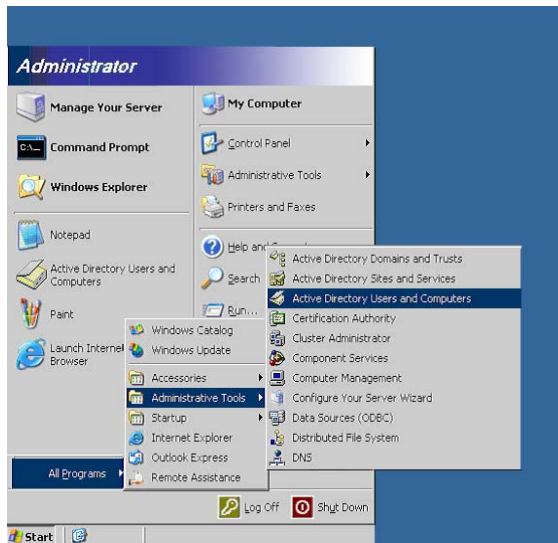 Administrator
Manage Your Server
Command Prompt
Windows Explorer
Notepad
Active Directory Users and
Computers
Paint
Launch Internet
Browser
All Programs
My Computer
Control Panel
Administrative Tools
Printers and Faxes
Help and
Search
Run...
Windows Catalog
Windows Update
Accessories
Administrative Tools
Startup
Internet Explorer
Outlook Express
Remote Assistance
Active Directory Domains and Trusts
Active Directory Sites and Services
Active Directory Users and Computers
Certification Authority
Cluster Administrator
Component Services
Computer Management
Configure Your Server Wizard
Data Sources (ODBC)
Distributed File System
DNS
Log Off
Shut Down
Start